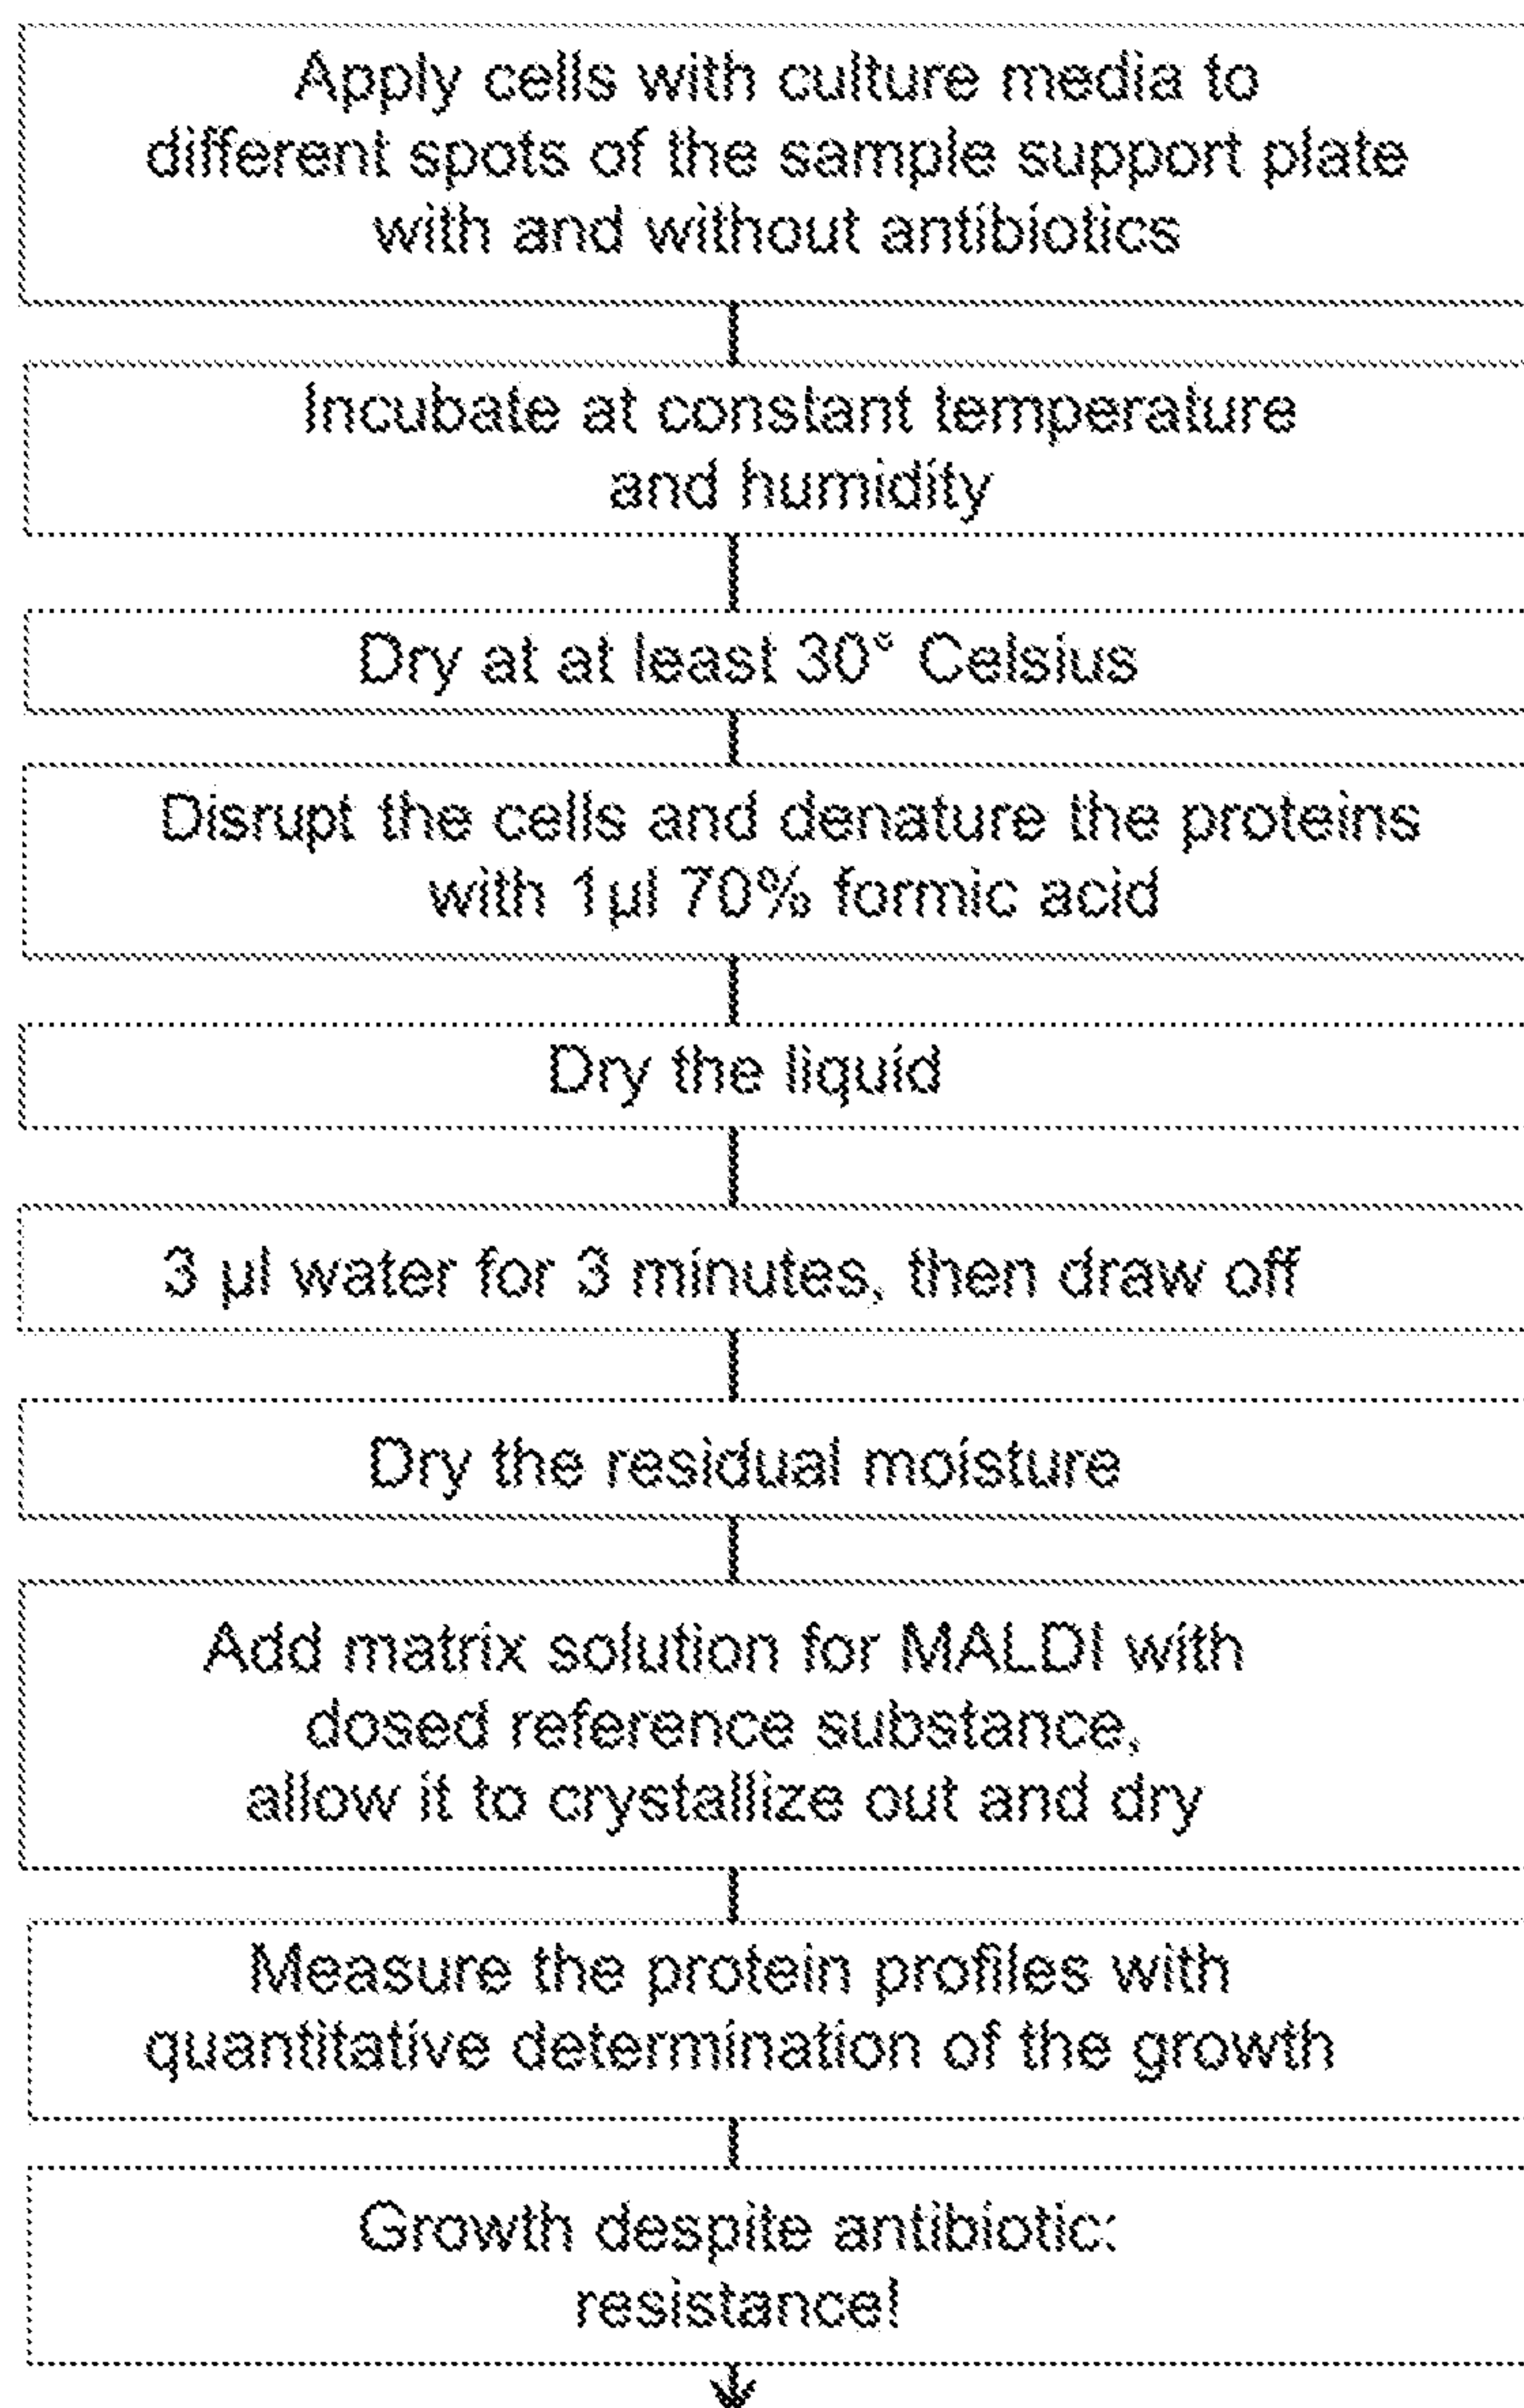 Apply cells with culture media to
different spots of the sample support plate
with and without antibiotics
Incubate at constant temperature
and humidity
Dry at at least 30° Celsius
Disrupt the cells and denature the proteins
with 1µl 70% formic acid
Dry the liquid
3 µl water for 3 minutes, then draw off
Dry the residual moisture
Add matrix solution for MALDI with
dosed reference substance,
allow it to crystallize out and dry
Measure the protein profiles with
quantitative determination of the growth
Growth despite antibiotic:
resistance!